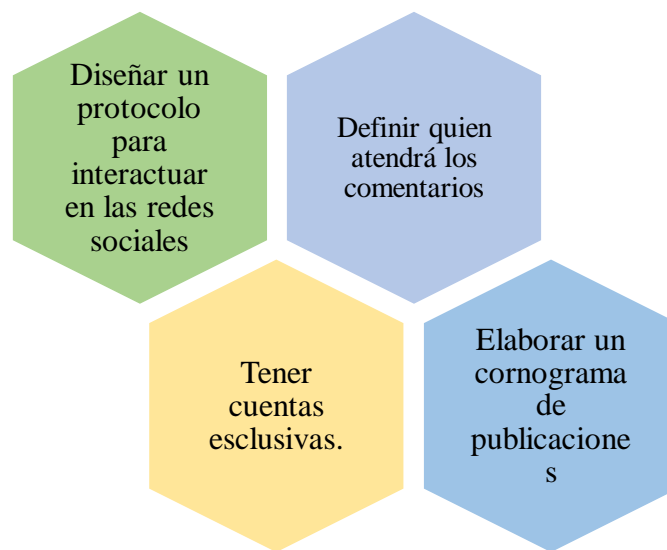 Diseñar un
protocolo
para
interactuar
en las redes
sociales
Definir quien
atendrá los
comentarios
Tener
cuentas
esclusivas.
Elaborar un
cornograma
de
publicacione
s